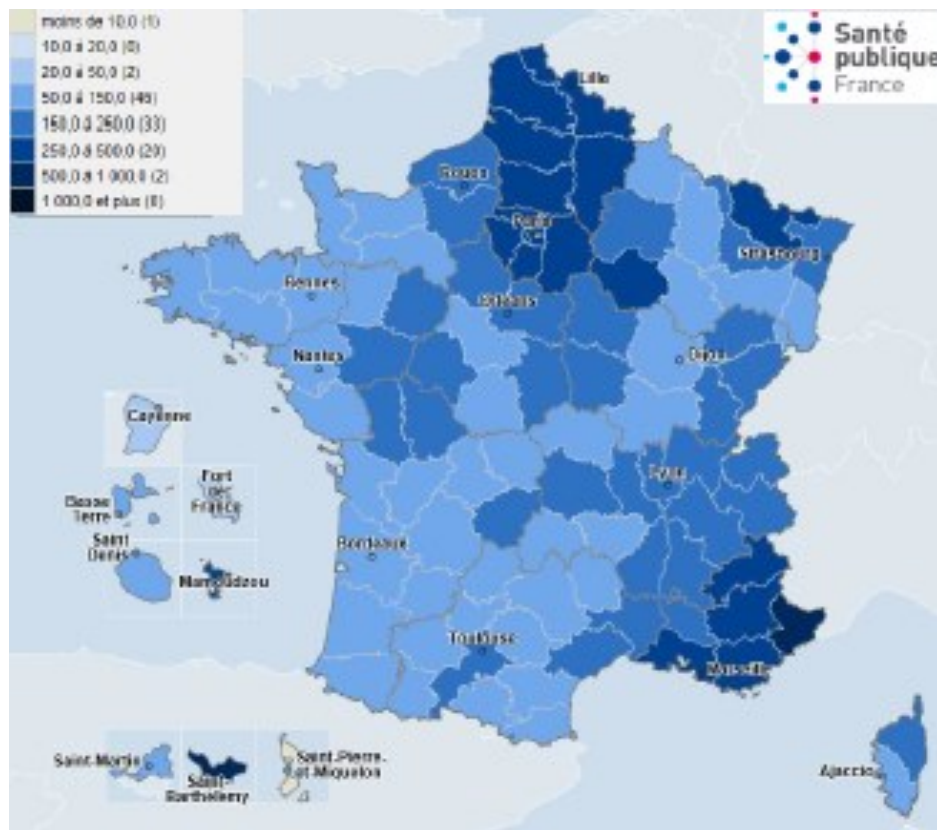 moins de 10,0 (1)
10,0 à 20,0 (0)
20,0 à 50,0 (2)
50,0 à 150,0 (46)
150,0 à 250,0 (33)
250,0 à 500,0 (20)
500,0 à 1 000,0 (2)
1 000,0 et plus (0)
Santé
publique
France
Lille
Rouen
Paris
Strasbourg
Rennes
Orléans
Nantes
Dijon
Cayenne
Lyon
Fort
de
France
Basse
Terre
Saint
Denis
Bordeaux
Mamoudzou
Toulouse
Marseille
Saint-Martin
Saint-
Barthélemy
Saint-Pierre-
et-Miquelon
Ajaccio